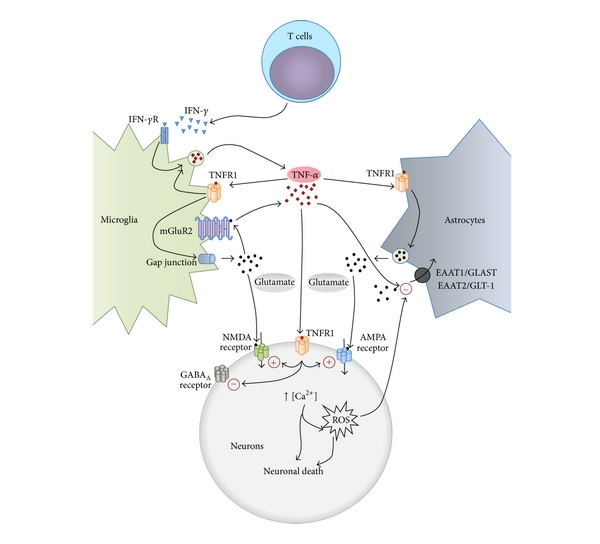 T cells
IFN-γ
IFN-γR
TNF-α
TNFR1
TNFR1
Microglia
mGluR2
Astrocytes
Gap junction
EAAT1/GLAST
EAAT2/GLT-1
Glutamate
Glutamate
NMDA
receptor
TNFR1
AMPA
receptor
+
+
GABAA
receptor
−
−
↑ [Ca2+]
ROS
Neurons
Neuronal death